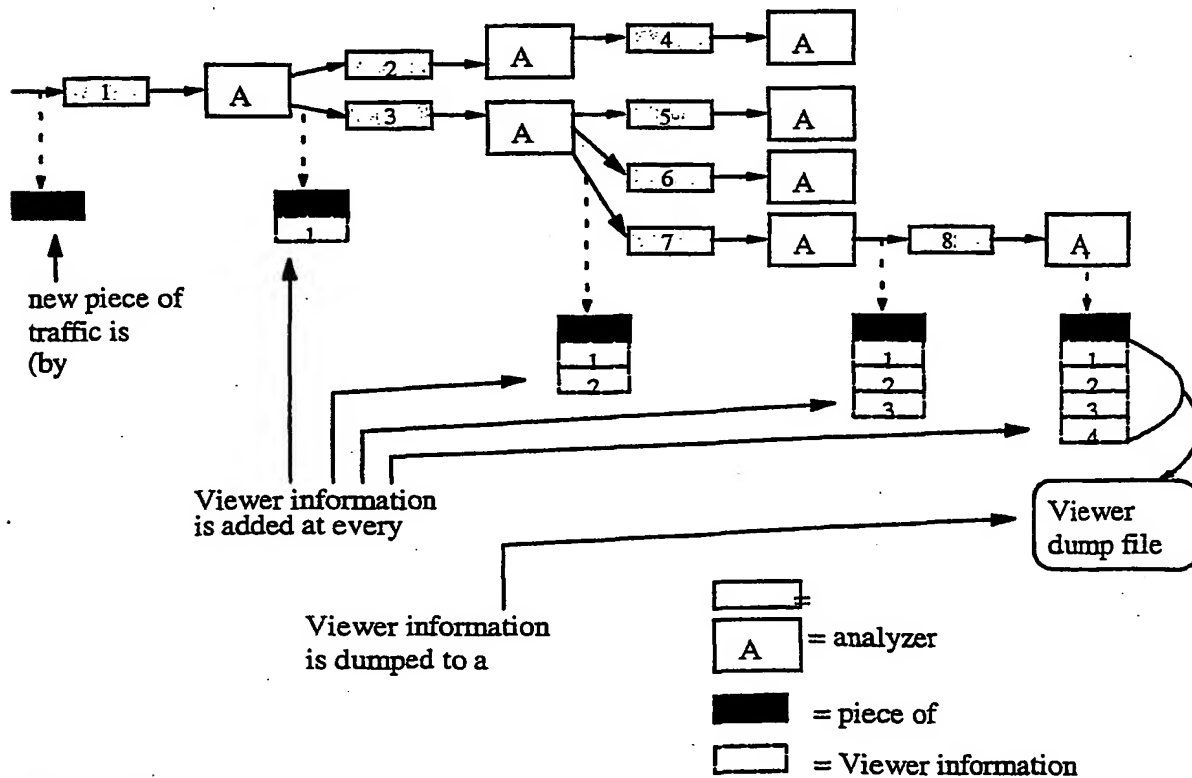 4
A
2
A
1
A
3
A
5
A
6
A
1
7
A
8
A
new piece of
traffic is
(by
1
2
1
2
3
1
2
3
4
Viewer information
is added at every
Viewer
dump file
=
Viewer information
is dumped to a
A = analyzer
= piece of
= Viewer information